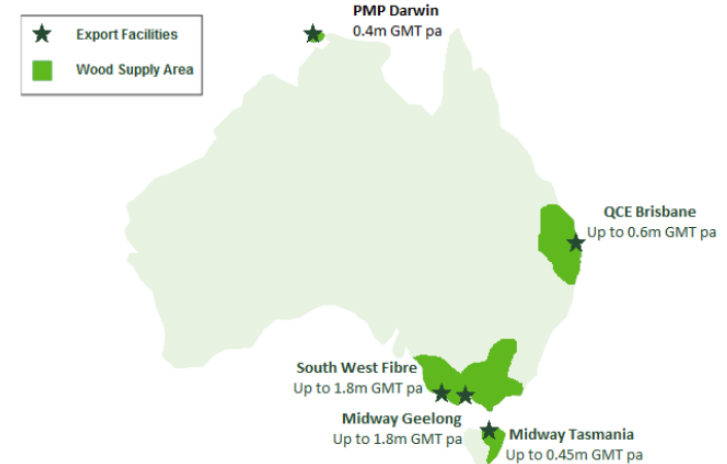 PMP Darwin
0.4m GMT pa
Export Facilities
Wood Supply Area
QCE Brisbane
Up to 0.6m GMT pa
South West Fibre
Up to 1.8m GMT pa
Midway Geelong
Up to 1.8m GMT pa
Midway Tasmania
Up to 0.45m GMT pa